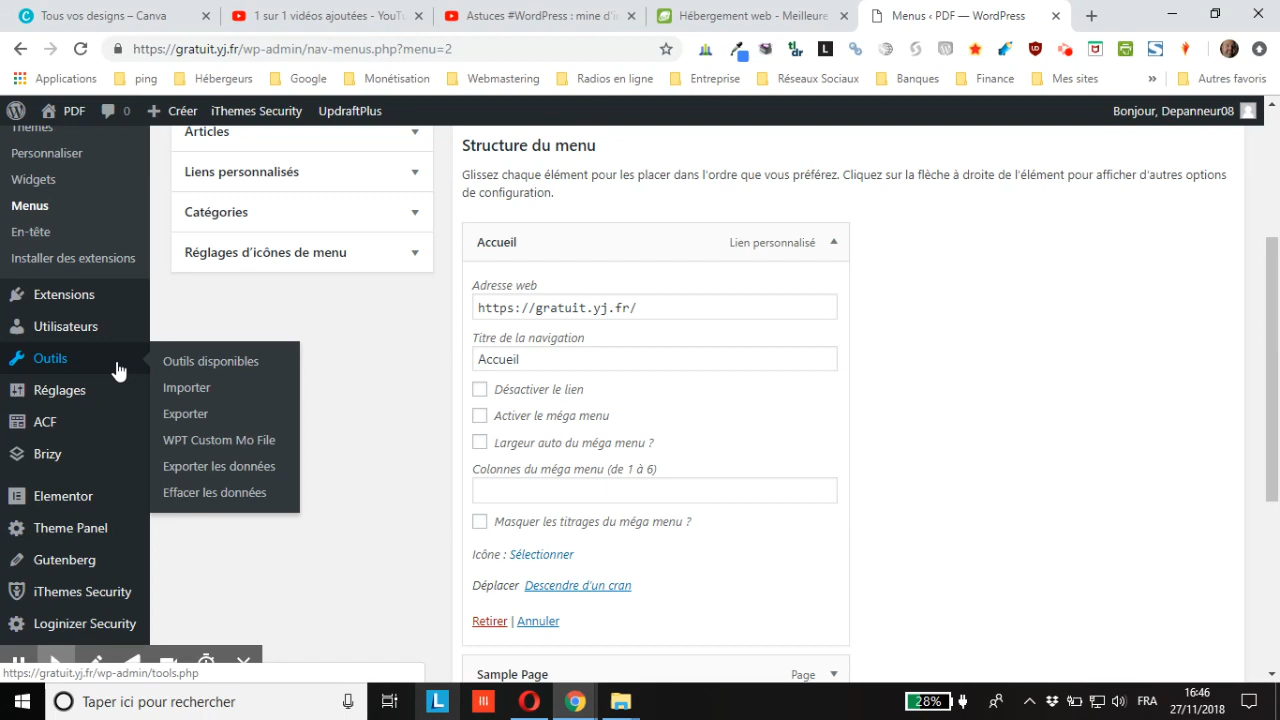 Tous vos designs – Canva
1 sur 1 vidéos ajoutées - YouT
Astuces #WordPress : mine d'i
Hébergement web - Meilleure
Menus ‹ PDF — WordPress
https://gratuit.yj.fr/wp-admin/nav-menus.php?menu=2
Applications
ping
Hébergeurs
Google
Monétisation
Webmastering
Radios en ligne
Entreprise
Réseaux Sociaux
Banques
Finance
Mes sites
Autres favoris
PDF
0
Créer
iThemes Security
UpdraftPlus
Bonjour, Depanneur08
Thèmes
Personnaliser
Widgets
Menus
En-tête
Installer des extensions
Extensions
Utilisateurs
Outils
Réglages
ACF
Brizy
Elementor
Theme Panel
Gutenberg
iThemes Security
Loginizer Security
Outils disponibles
Importer
Exporter
WPT Custom Mo File
Exporter les données
Effacer les données
Articles
Liens personnalisés
Catégories
Réglages d'icônes de menu
Structure du menu
Glissez chaque élément pour les placer dans l'ordre que vous préférez. Cliquez sur la flèche à droite de l'élément pour afficher d'autres options
de configuration.
Accueil
Lien personnalisé
Adresse web
https://gratuit.yj.fr/
Titre de la navigation
Accueil
Désactiver le lien
Activer le méga menu
Largeur auto du méga menu ?
Colonnes du méga menu (de 1 à 6)
Masquer les titrages du méga menu ?
Icône : Sélectionner
Déplacer Descendre d'un cran
Retirer | Annuler
Sample Page
Page
https://gratuit.yj.fr/wp-admin/tools.php
Taper ici pour rechercher
28%
FRA
16:46
27/11/2018